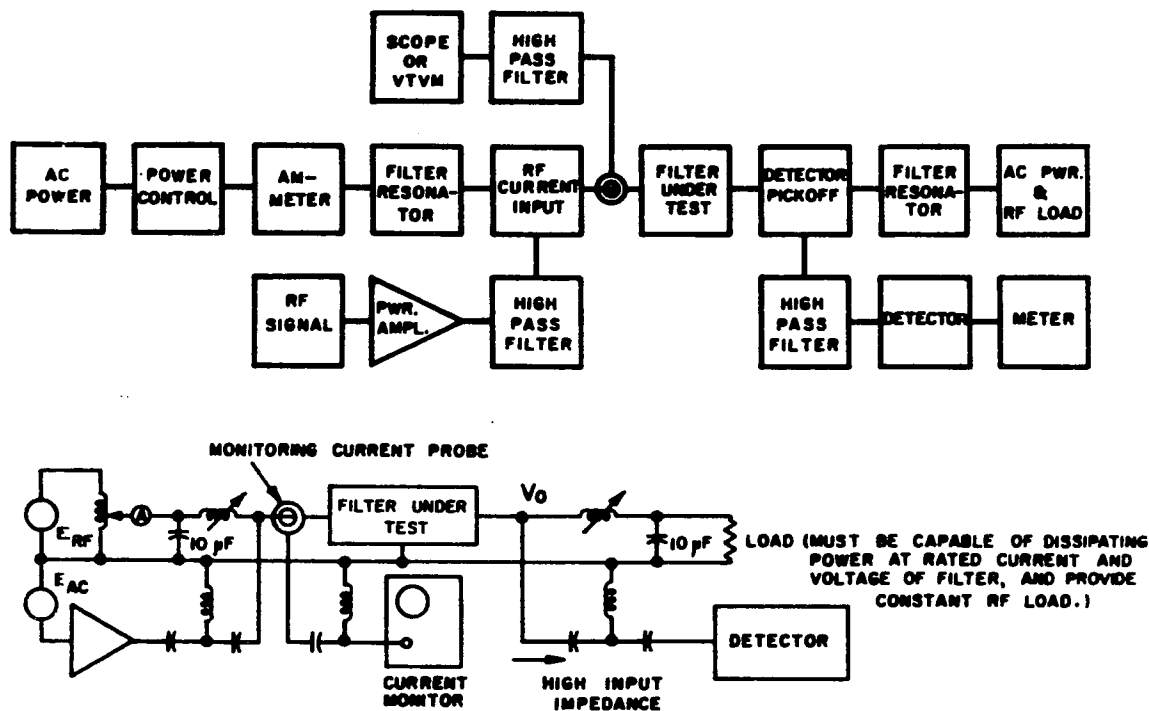 SCOPE
OR
VTVM
HIGH
PASS
FILTER
AC
POWER
POWER
CONTROL
AM-
METER
FILTER
RESONA-
TOR
RF
CURRENT
INPUT
FILTER
UNDER
TEST
DETECTOR
PICKOFF
FILTER
RESONA-
TOR
AC PWR.
&
RF LOAD
RF
SIGNAL
PWR.
AMPL.
HIGH
PASS
FILTER
HIGH
PASS
FILTER
DETECTOR
METER
MONITORING CURRENT PROBE
FILTER UNDER
TEST
VO
A
ERF
10 µF
10 µF
LOAD (MUST BE CAPABLE OF DISSIPATING
POWER AT RATED CURRENT AND
VOLTAGE OF FILTER, AND PROVIDE
CONSTANT RF LOAD.)
EAC
DETECTOR
CURRENT
MONITOR
HIGH INPUT
IMPEDANCE